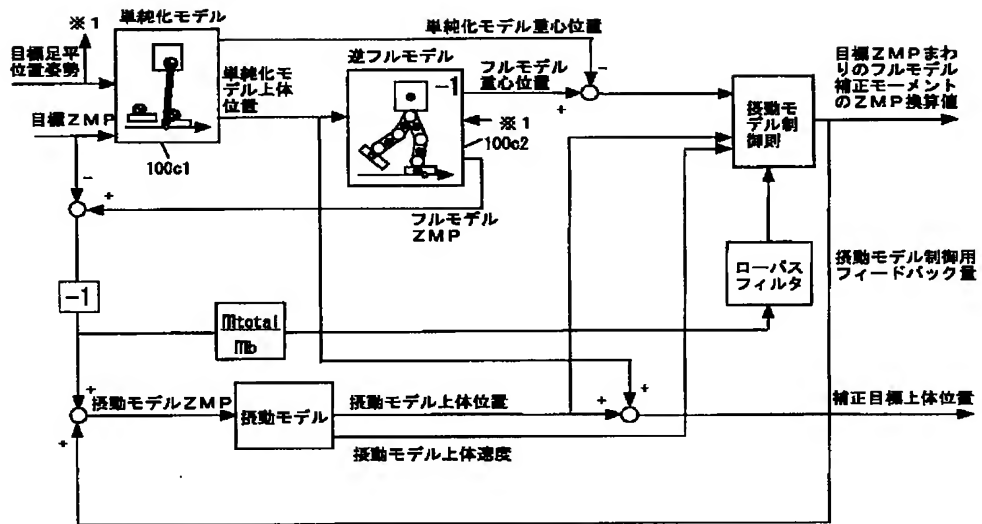 ※1
単純化モデル
単純化モデル重心位置
目標足平
位置姿勢
単純化モ
デル上体
位置
逆フルモデル
フルモデル
重心位置
-1
-
+
※1
目標ZMP
100c1
100c2
摂動モ
デル制
御則
目標ZMPまわ
りのフルモデル
補正モーメント
のZMP換算値
-
+
フルモデル
ZMP
-1
ローパス
フィルタ
摂動モデル制御用
フィードバック量
Mtotal
Mb
+
摂動モデルZMP
+
摂動モデル
摂動モデル上体位置
+
+
補正目標上体位置
摂動モデル上体速度